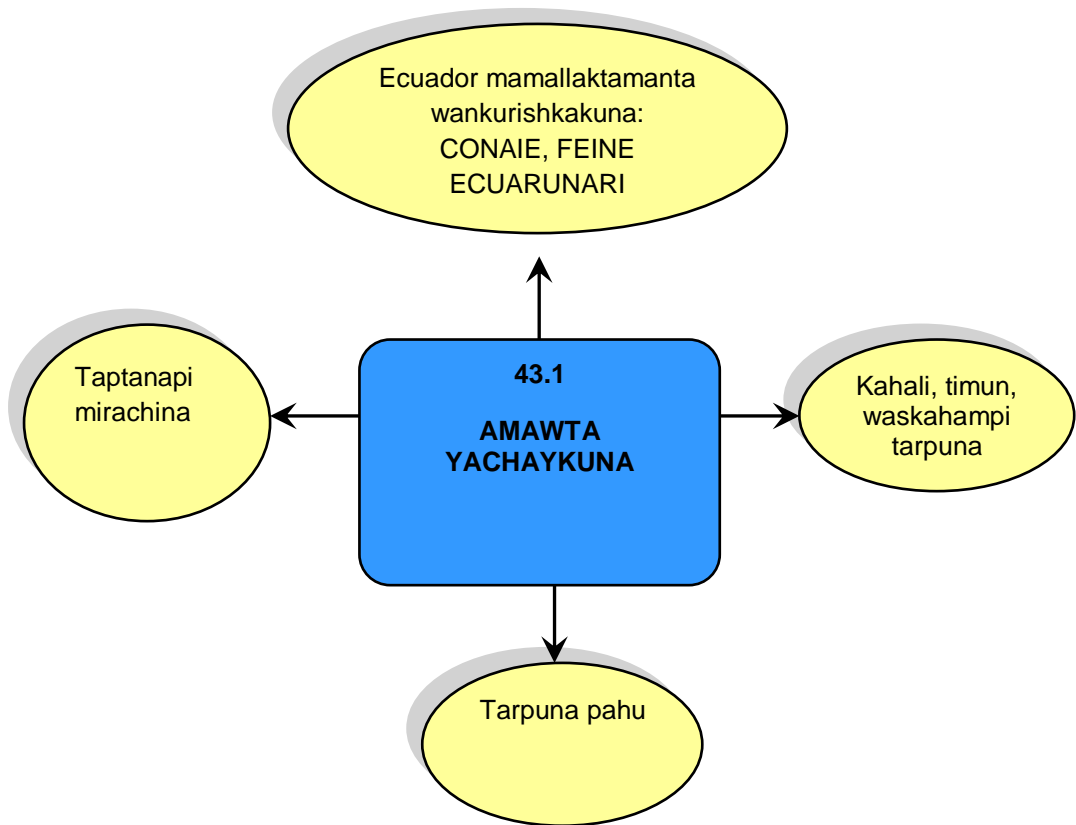 Ecuador mamallaktamanta
wankurishkakuna:
CONAIE, FEINE
ECUARUNARI
Taptanapi
mirachina
43.1
AMAWTA
YACHAYKUNA
Kahali, timun,
waskahampi
tarpuna
Tarpuna pahu